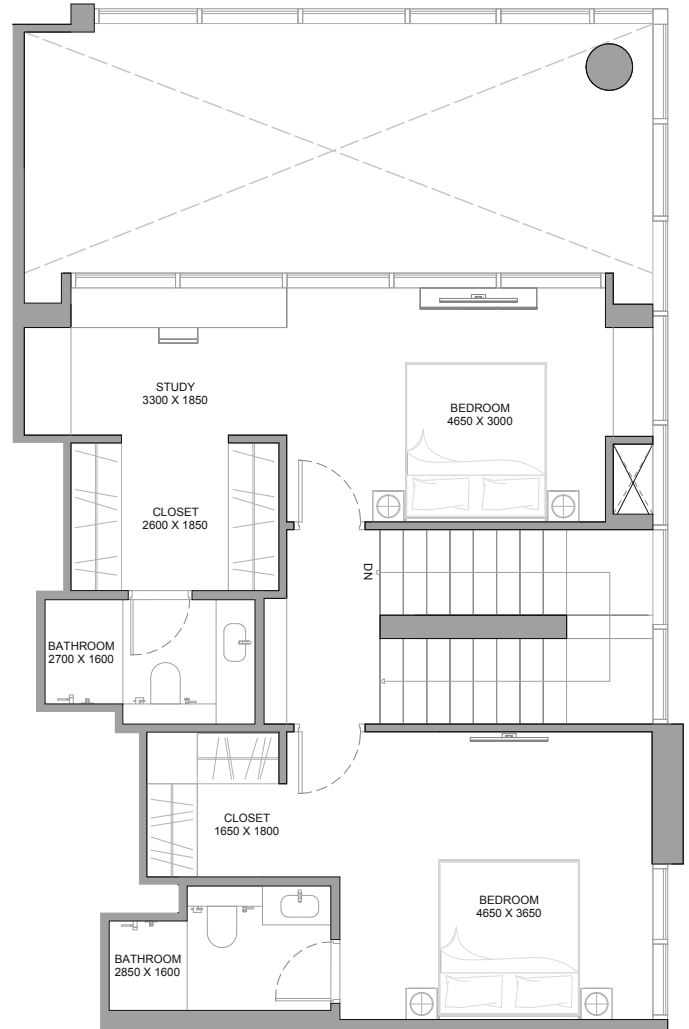 STUDY
3300 X 1850
BEDROOM
4650 X 3000
CLOSET
2600 X 1850
DN
BATHROOM
2700 X 1600
CLOSET
1650 X 1800
BEDROOM
4650 X 3650
BATHROOM
2850 X 1600